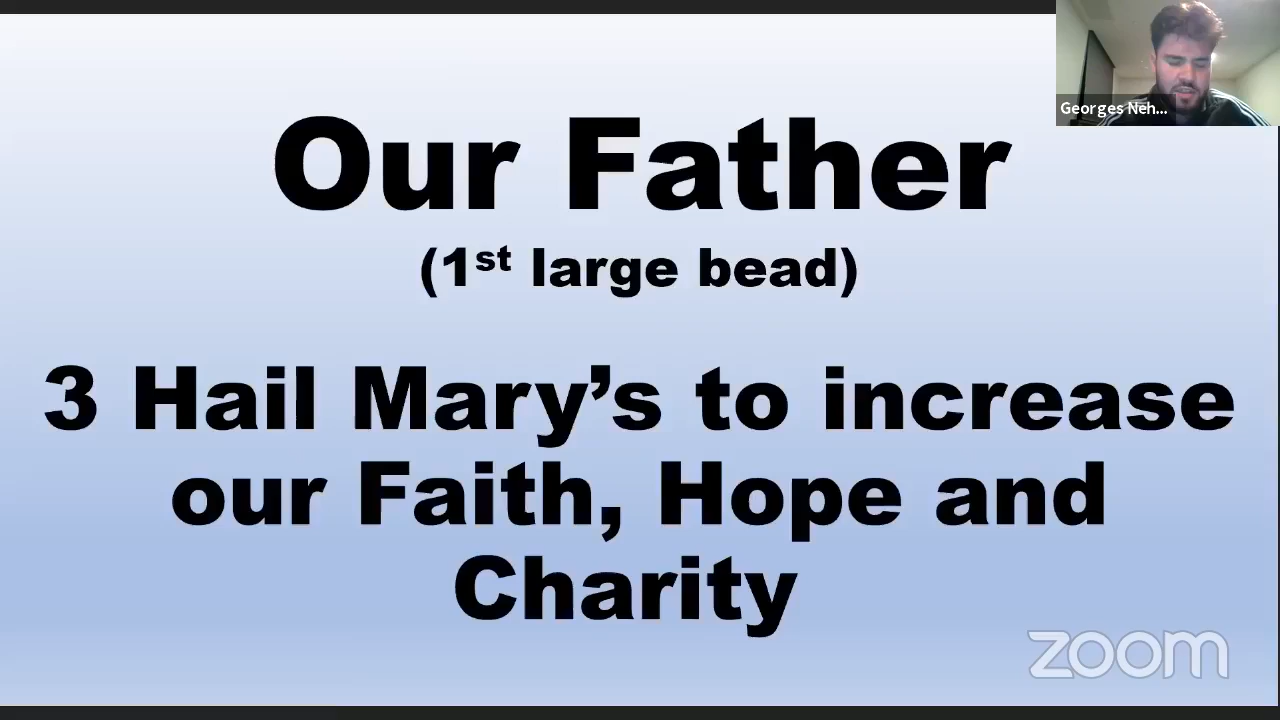 Georges Neh...
Our Father
(1st large bead)
3 Hail Mary’s to increase
our Faith, Hope and
Charity
zoom